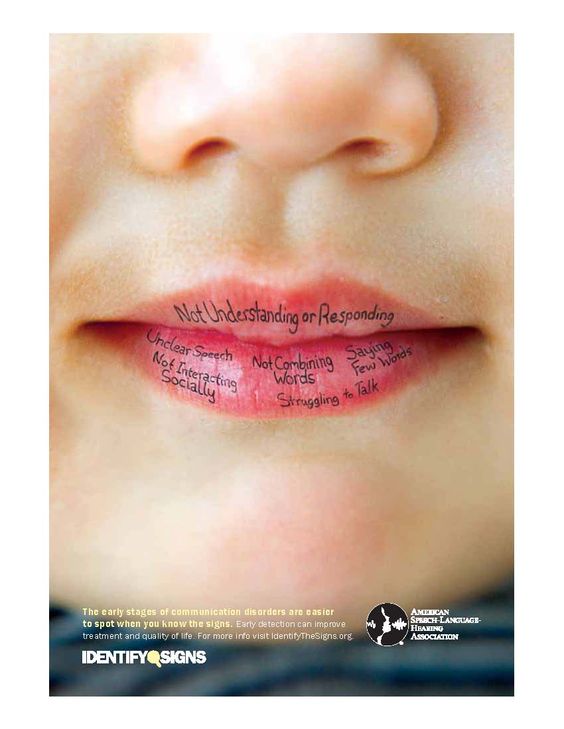 Not Understanding or Responding
Unclear Speech
Not Interacting
Socially
Not Combining
Words
Saying
Few Words
Struggling to Talk
The early stages of communication disorders are easier
to spot when you know the signs. Early detection can improve
treatment and quality of life. For more info visit IdentifyTheSigns.org.
IDENTIFY SIGNS
AMERICAN
SPEECH-LANGUAGE-
HEARING
ASSOCIATION